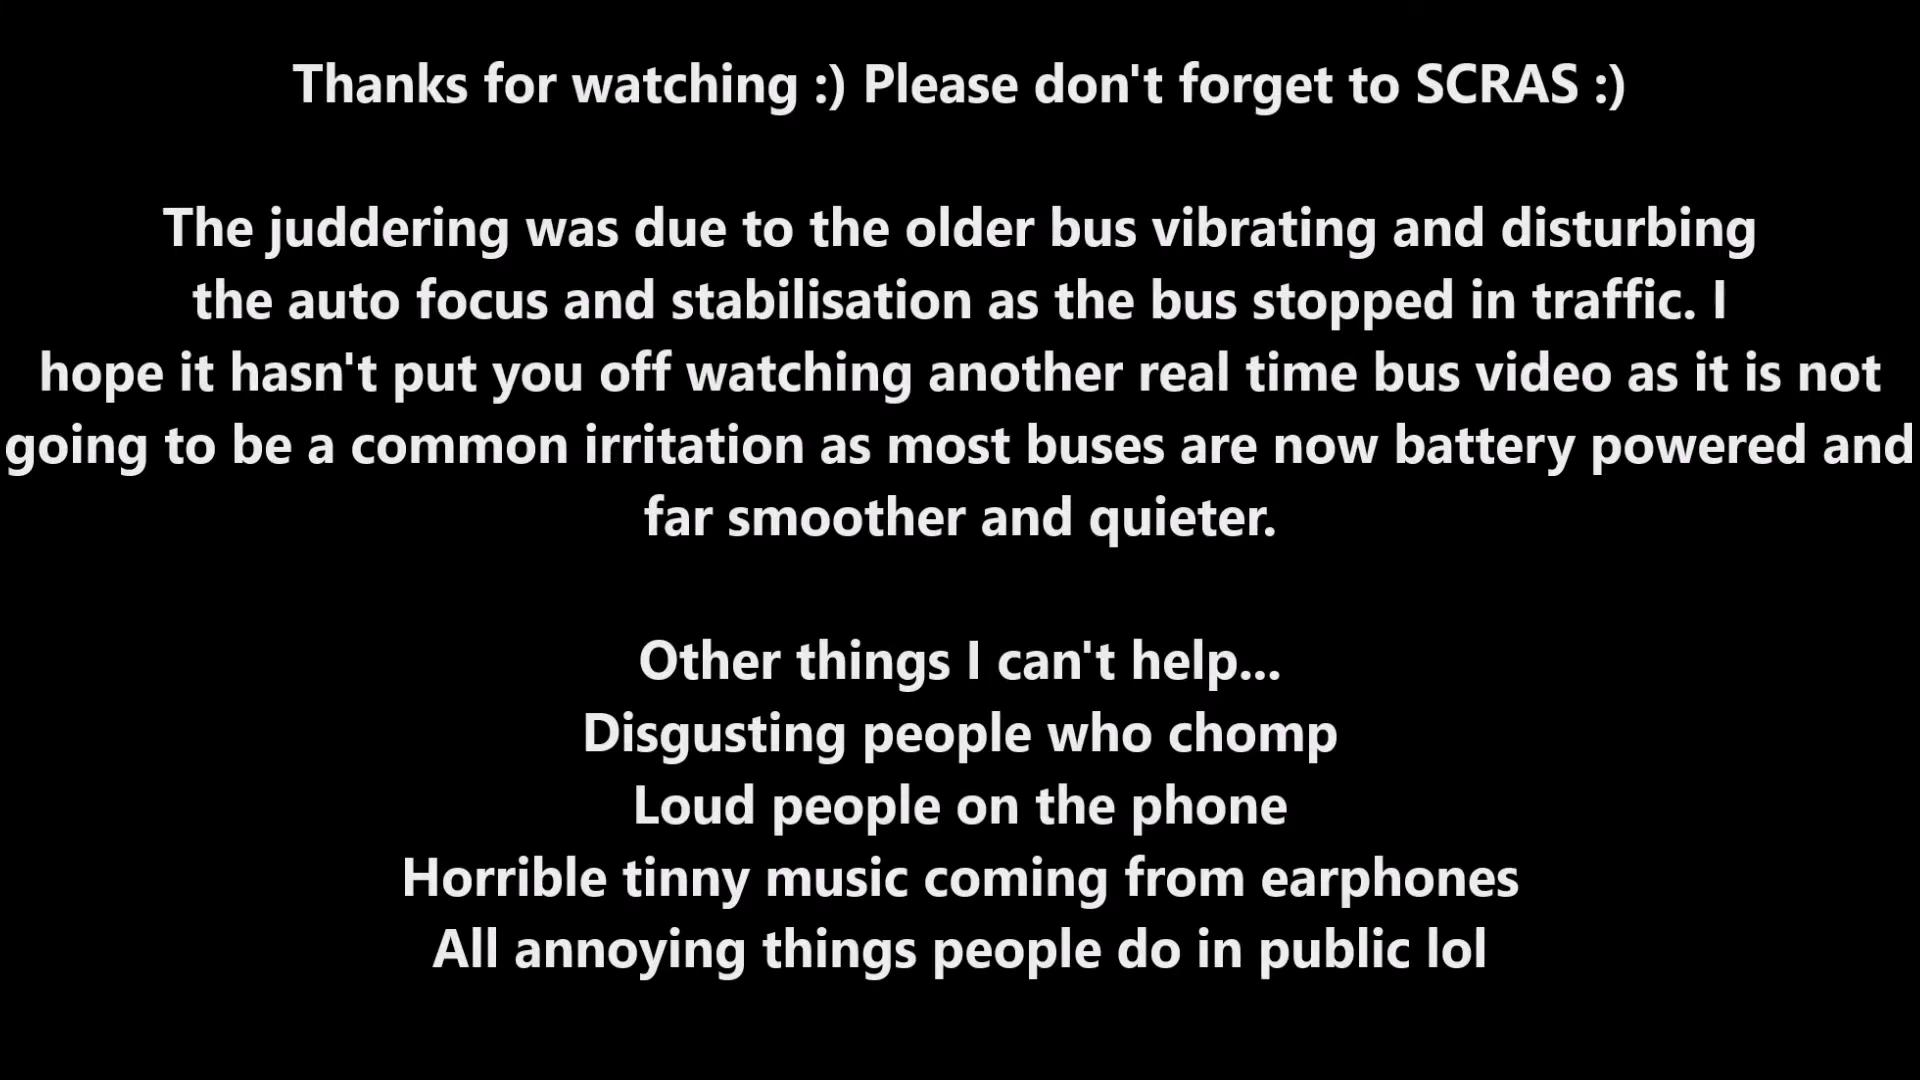 Thanks for watching :) Please don't forget to SCRAS :)
The juddering was due to the older bus vibrating and disturbing
the auto focus and stabilisation as the bus stopped in traffic. I
hope it hasn't put you off watching another real time bus video as it is not
going to be a common irritation as most buses are now battery powered and
far smoother and quieter.
Other things I can't help...
Disgusting people who chomp
Loud people on the phone
Horrible tinny music coming from earphones
All annoying things people do in public lol